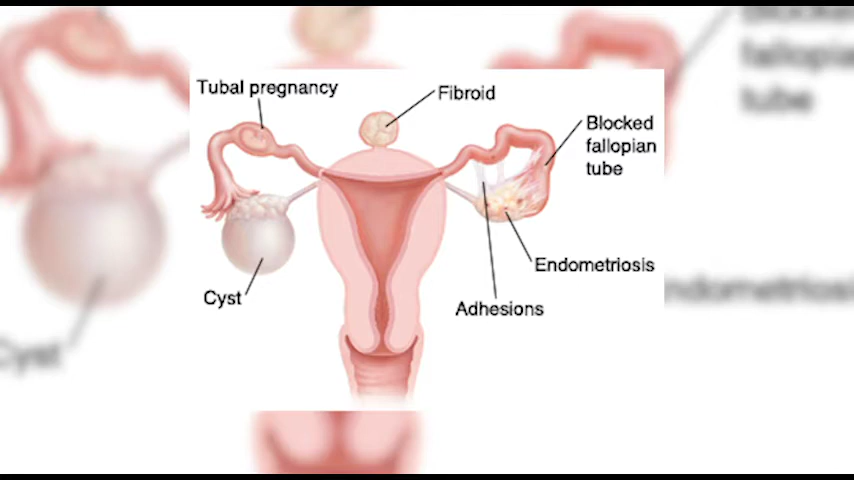 Tubal pregnancy
Fibroid
Blocked
fallopian
tube
Endometriosis
Cyst
Adhesions